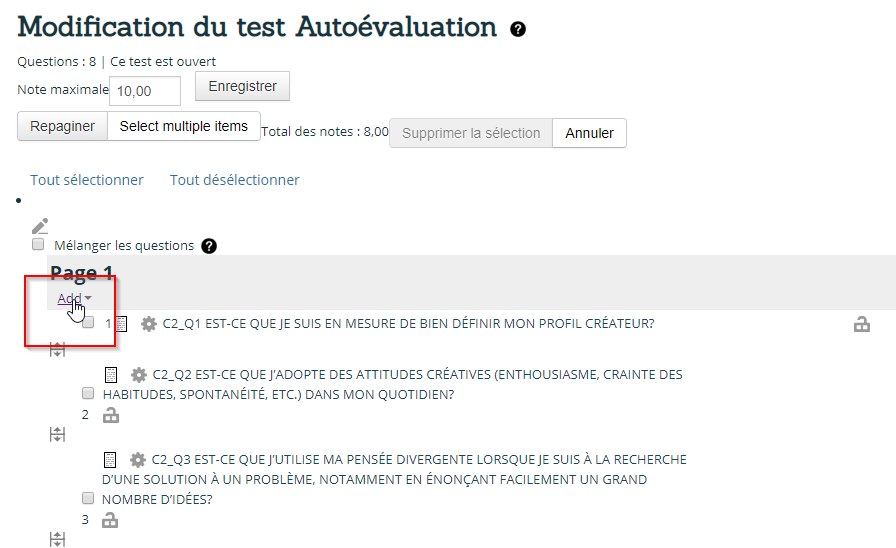 Modification du test Autoévaluation ?
Questions : 8 | Ce test est ouvert
Note maximale 10,00 Enregistrer
Repaginer Select multiple items Total des notes : 8,00 Supprimer la sélection Annuler
Tout sélectionner Tout désélectionner
Mélanger les questions ?
Page 1
Add
1 C2_Q1 EST-CE QUE JE SUIS EN MESURE DE BIEN DÉFINIR MON PROFIL CRÉATEUR?
C2_Q2 EST-CE QUE J'ADOPTE DES ATTITUDES CRÉATIVES (ENTHOUSIASME, CRAINTE DES
HABITUDES, SPONTANÉITÉ, ETC.) DANS MON QUOTIDIEN?
2
C2_Q3 EST-CE QUE J'UTILISE MA PENSÉE DIVERGENTE LORSQUE JE SUIS À LA RECHERCHE
D'UNE SOLUTION À UN PROBLÈME, NOTAMMENT EN ÉNONÇANT FACILEMENT UN GRAND
NOMBRE D'IDÉES?
3